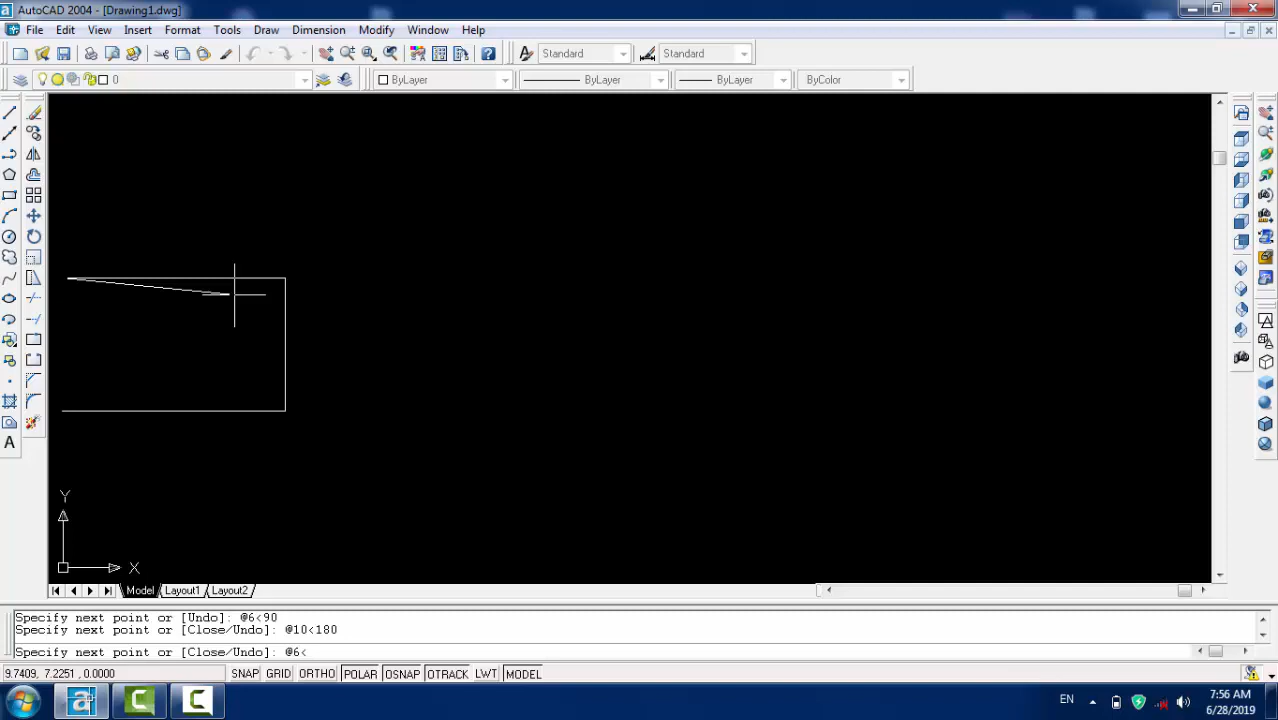 AutoCAD 2004 - [Drawing1.dwg]
File Edit View Insert Format Tools Draw Dimension Modify Window Help
Standard Standard
0 ByLayer ByLayer ByLayer ByColor
A
Y
X
Model Layout1 Layout2
Specify next point or [Undo]: @6<90
Specify next point or [Close/Undo]: @10<180
Specify next point or [Close/Undo]: @6<
9.7409, 7.2251, 0.0000 SNAP GRID ORTHO POLAR OSNAP OTRACK LWT MODEL
EN 7:56 AM
6/28/2019